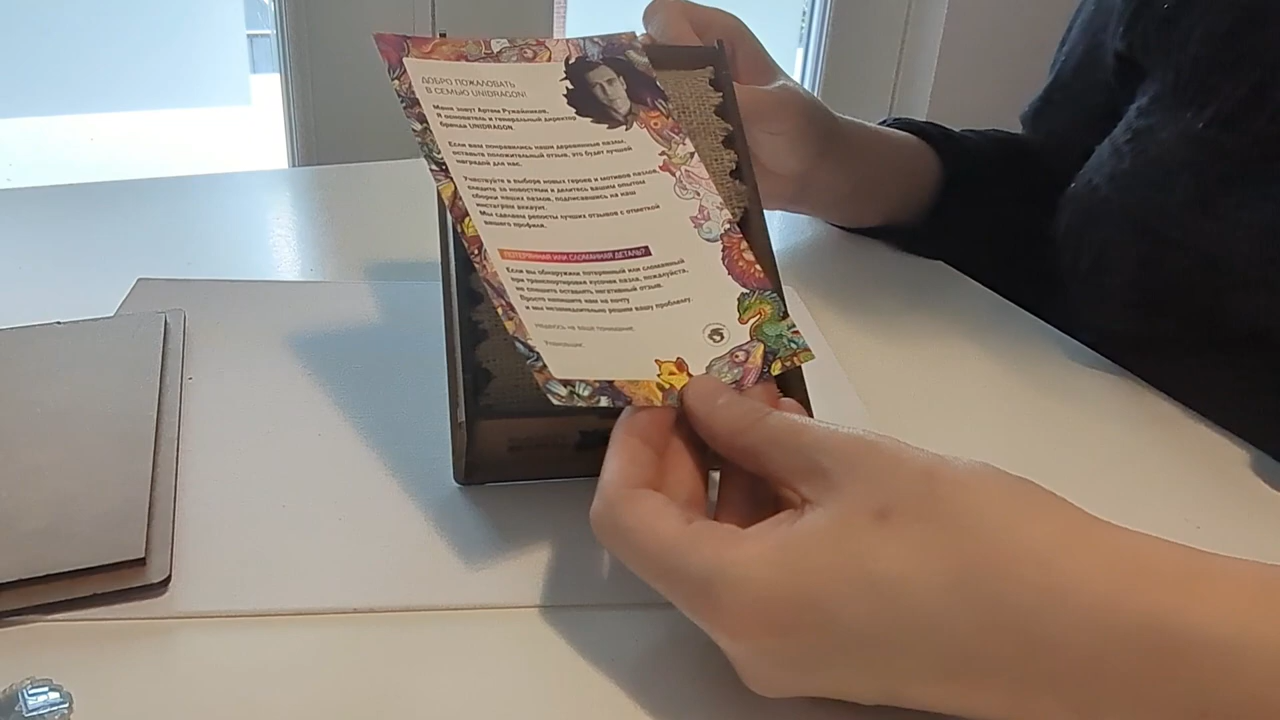 ДОБРО ПОЖАЛОВАТЬ
В СЕМЬЮ UNIDRAGON!
Меня зовут Артем Ружейников.
Я основатель и генеральный директор
бренда UNIDRAGON.
Если вам понравились наши деревянные пазлы,
оставьте положительный отзыв, это будет лучшей
наградой для нас.
Участвуйте в выборе новых героев и мотивов пазлов,
следите за новостями и делитесь вашим опытом
сборки наших пазлов, подписавшись на наш
инстаграм аккаунт.
Мы сделаем репосты лучших отзывов с отметкой
вашего профиля.
ПОТЕРЯННАЯ ИЛИ СЛОМАННАЯ ДЕТАЛЬ?
Если вы обнаружили потерянный или сломанный
при транспортировке кусочек пазла, пожалуйста,
не спешите оставить негативный отзыв.
Просто напишите нам на почту
и мы незамедлительно решим вашу проблему.
Надеюсь на ваше понимание.